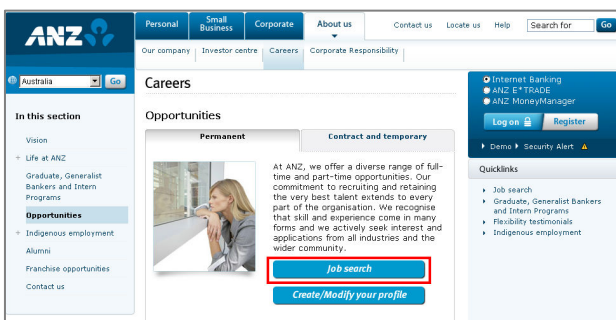 ANZ
Personal
Small Business
Corporate
About us
Contact us
Locate us
Help
Search for
Go
Our company
Investor centre
Careers
Corporate Responsibility
Australia
Go
In this section
Vision
+ Life at ANZ
Graduate, Generalist
Bankers and Intern
Programs
Opportunities
+ Indigenous employment
Alumni
Franchise opportunities
Contact us
Careers
Opportunities
Permanent
Contract and temporary
At ANZ, we offer a diverse range of full-
time and part-time opportunities. Our
commitment to recruiting and retaining
the very best talent extends to every
part of the organisation. We recognise
that skill and experience come in many
forms and we actively seek interest and
applications from all industries and the
wider community.
Job search
Create/Modify your profile
Internet Banking
ANZ E*TRADE
ANZ MoneyManager
Log on
Register
Demo
Security Alert
Quicklinks
Job search
Graduate, Generalist Bankers
and Intern Programs
Flexibility testimonials
Indigenous employment